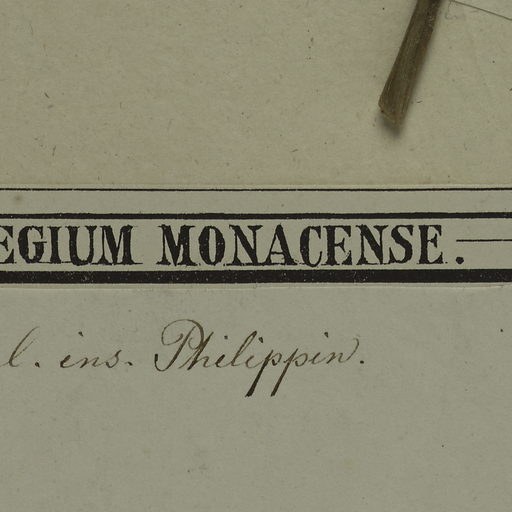 EGIUM MONACENSE.
l. ins. Philippin.